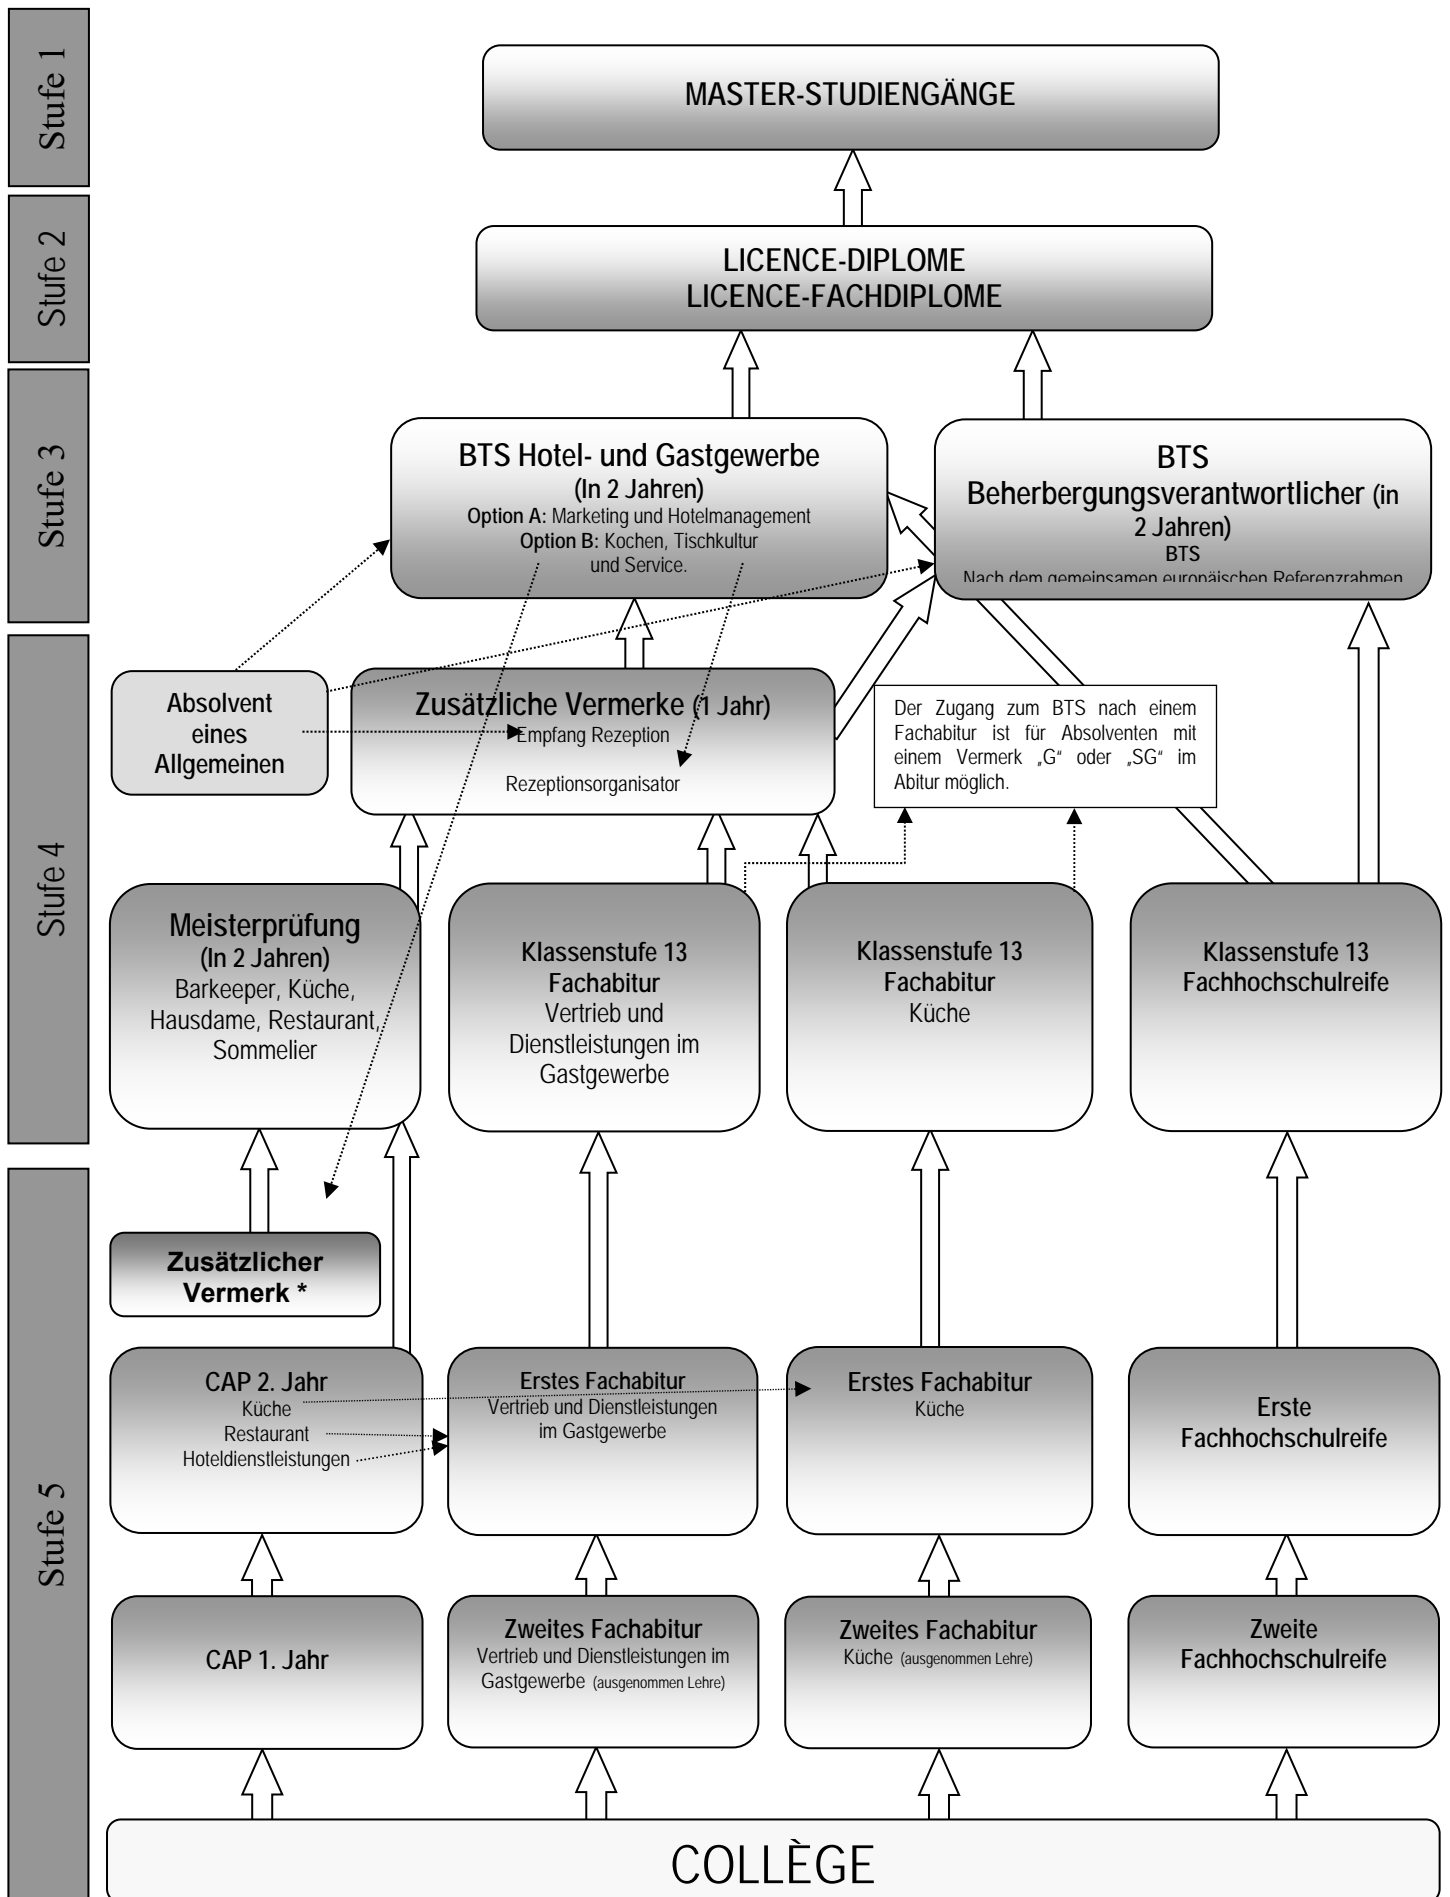 Stufe 1
MASTER-STUDIENGÄNGE
Stufe 2
LICENCE-DIPLOME
LICENCE-FACHDIPLOME
Stufe 3
BTS Hotel- und Gastgewerbe
(In 2 Jahren)
Option A: Marketing und Hotelmanagement
Option B: Kochen, Tischkultur
und Service.
BTS
Beherbergungsverantwortlicher (in
2 Jahren)
BTS
Nach dem gemeinsamen europäischen Referenzrahmen
Stufe 4
Absolvent
eines
Allgemeinen
Zusätzliche Vermerke (1 Jahr)
Empfang Rezeption
Rezeptionsorganisator
Der Zugang zum BTS nach einem
Fachabitur ist für Absolventen mit
einem Vermerk „G“ oder „SG“ im
Abitur möglich.
Meisterprüfung
(In 2 Jahren)
Barkeeper, Küche,
Hausdame, Restaurant,
Sommelier
Klassenstufe 13
Fachabitur
Vertrieb und
Dienstleistungen im
Gastgewerbe
Klassenstufe 13
Fachabitur
Küche
Klassenstufe 13
Fachhochschulreife
Stufe 5
Zusätzlicher
Vermerk *
CAP 2. Jahr
Küche
Restaurant
Hoteldienstleistungen
Erstes Fachabitur
Vertrieb und Dienstleistungen
im Gastgewerbe
Erstes Fachabitur
Küche
Erste
Fachhochschulreife
CAP 1. Jahr
Zweites Fachabitur
Vertrieb und Dienstleistungen im
Gastgewerbe (ausgenommen Lehre)
Zweites Fachabitur
Küche (ausgenommen Lehre)
Zweite
Fachhochschulreife
COLLÈGE